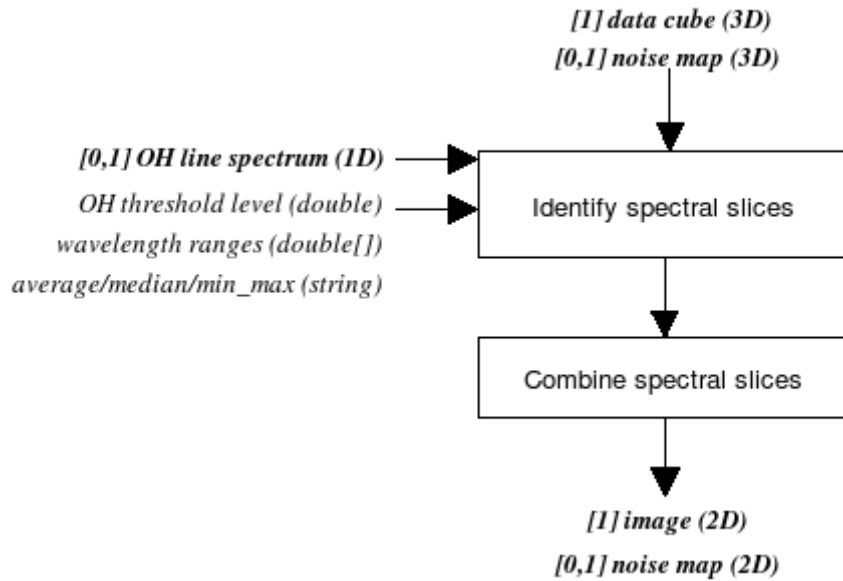 [1] data cube (3D)
[0,1] noise map (3D)
[0,1] OH line spectrum (1D)
OH threshold level (double)
wavelength ranges (double[])
average/median/min_max (string)
Identify spectral slices
Combine spectral slices
[1] image (2D)
[0,1] noise map (2D)